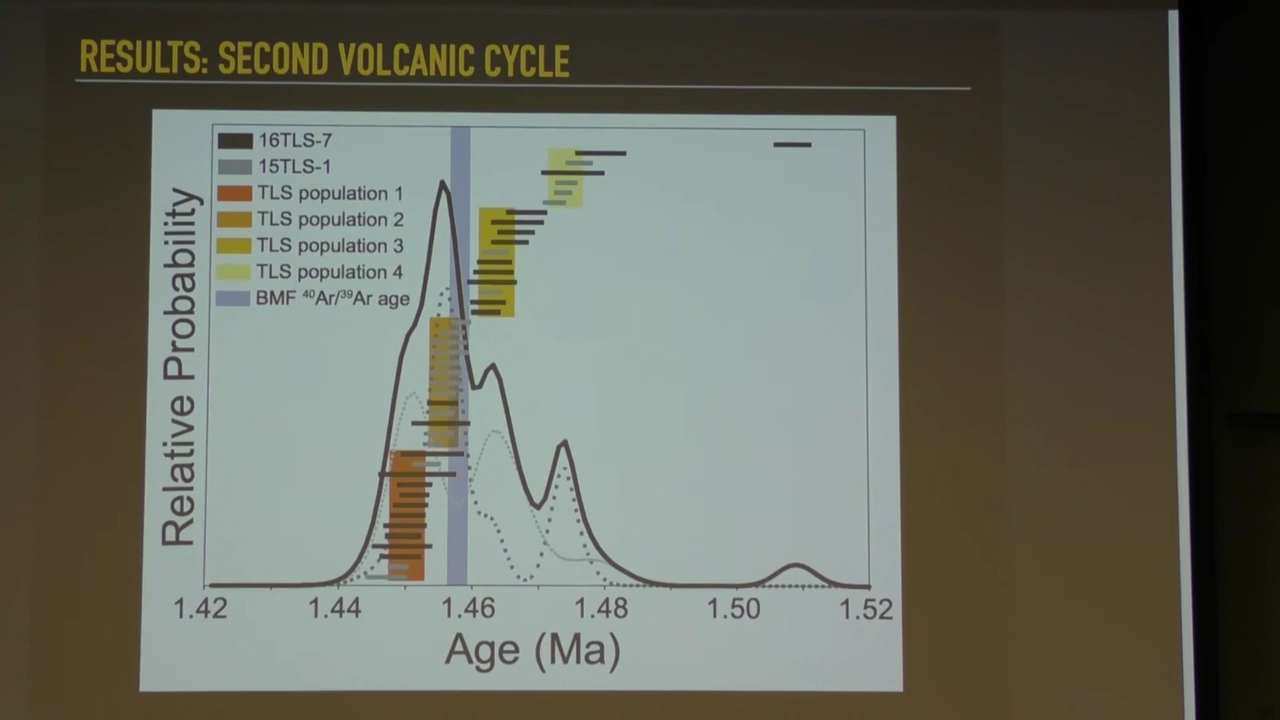 RESULTS: SECOND VOLCANIC CYCLE
16TLS-7
15TLS-1
TLS population 1
TLS population 2
TLS population 3
TLS population 4
BMF ⁴⁰Ar/³⁹Ar age
Relative Probability
1.42 1.44 1.46 1.48 1.50 1.52
Age (Ma)